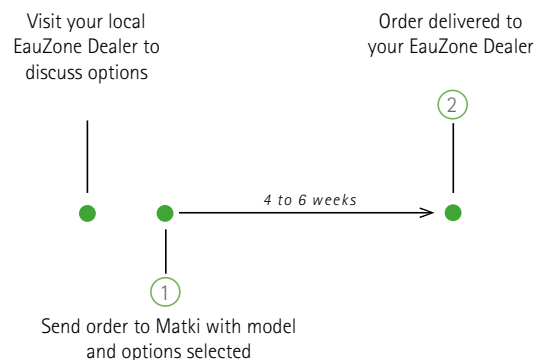 Visit your local
EauZone Dealer to
discuss options
Order delivered to
your EauZone Dealer
2
4 to 6 weeks
1
Send order to Matki with model
and options selected